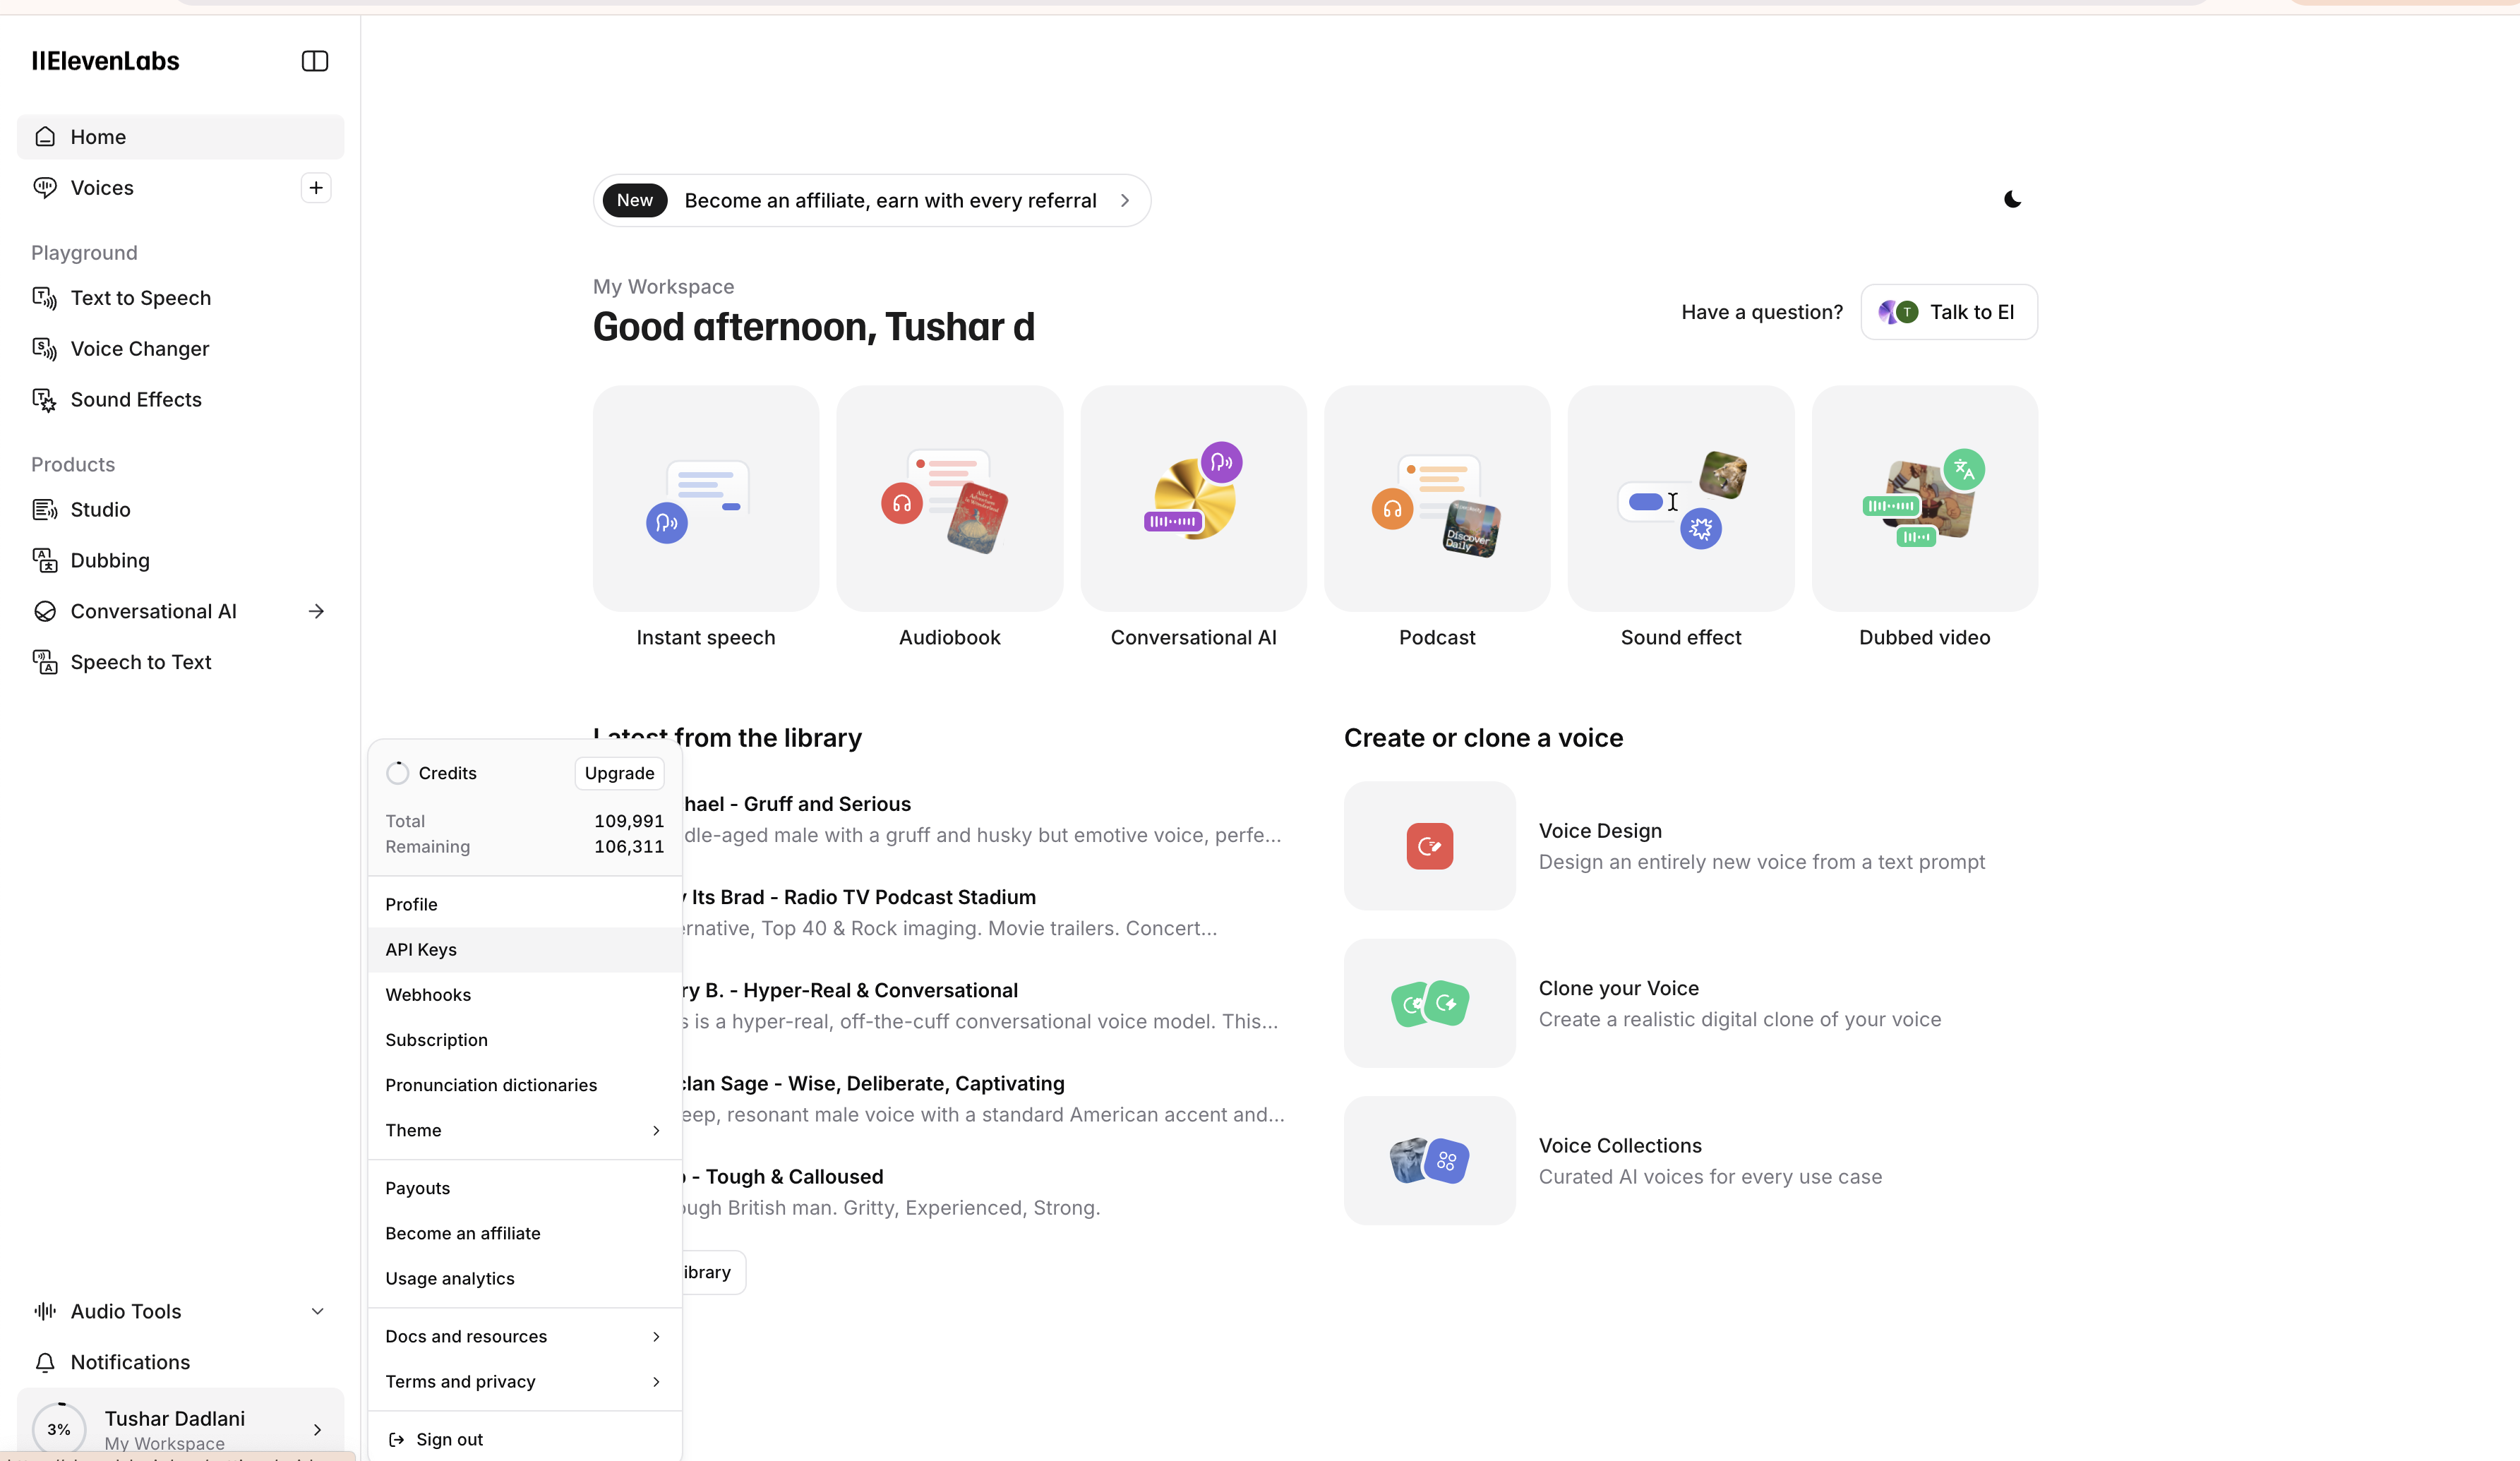 IIElevenLabs
Home
Voices
Playground
Text to Speech
Voice Changer
Sound Effects
Products
Studio
Dubbing
Conversational AI
Speech to Text
Audio Tools
Notifications
3%
Tushar Dadlani
My Workspace
Credits
Upgrade
Total 109,991
Remaining 106,311
Profile
API Keys
Webhooks
Subscription
Pronunciation dictionaries
Theme
Payouts
Become an affiliate
Usage analytics
Docs and resources
Terms and privacy
Sign out
New Become an affiliate, earn with every referral
My Workspace
Good afternoon, Tushar d
Have a question?
T
Talk to El
Discover
Daily
Instant speech
Audiobook
Conversational AI
Podcast
Sound effect
Dubbed video
Latest from the library
hael - Gruff and Serious
dle-aged male with a gruff and husky but emotive voice, perfe...
Its Brad - Radio TV Podcast Stadium
ernative, Top 40 & Rock imaging. Movie trailers. Concert...
ry B. - Hyper-Real & Conversational
s is a hyper-real, off-the-cuff conversational voice model. This...
clan Sage - Wise, Deliberate, Captivating
eep, resonant male voice with a standard American accent and...
- Tough & Calloused
ough British man. Gritty, Experienced, Strong.
ibrary
Create or clone a voice
Voice Design
Design an entirely new voice from a text prompt
Clone your Voice
Create a realistic digital clone of your voice
Voice Collections
Curated AI voices for every use case